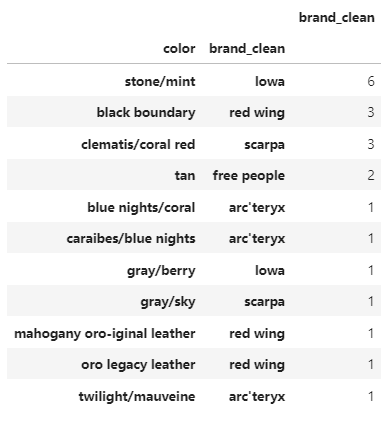 brand_clean
color brand_clean
stone/mint lowa 6
black boundary red wing 3
clematis/coral red scarpa 3
tan free people 2
blue nights/coral arc'teryx 1
caraibes/blue nights arc'teryx 1
gray/berry lowa 1
gray/sky scarpa 1
mahogany oro-iginal leather red wing 1
oro legacy leather red wing 1
twilight/mauveine arc'teryx 1